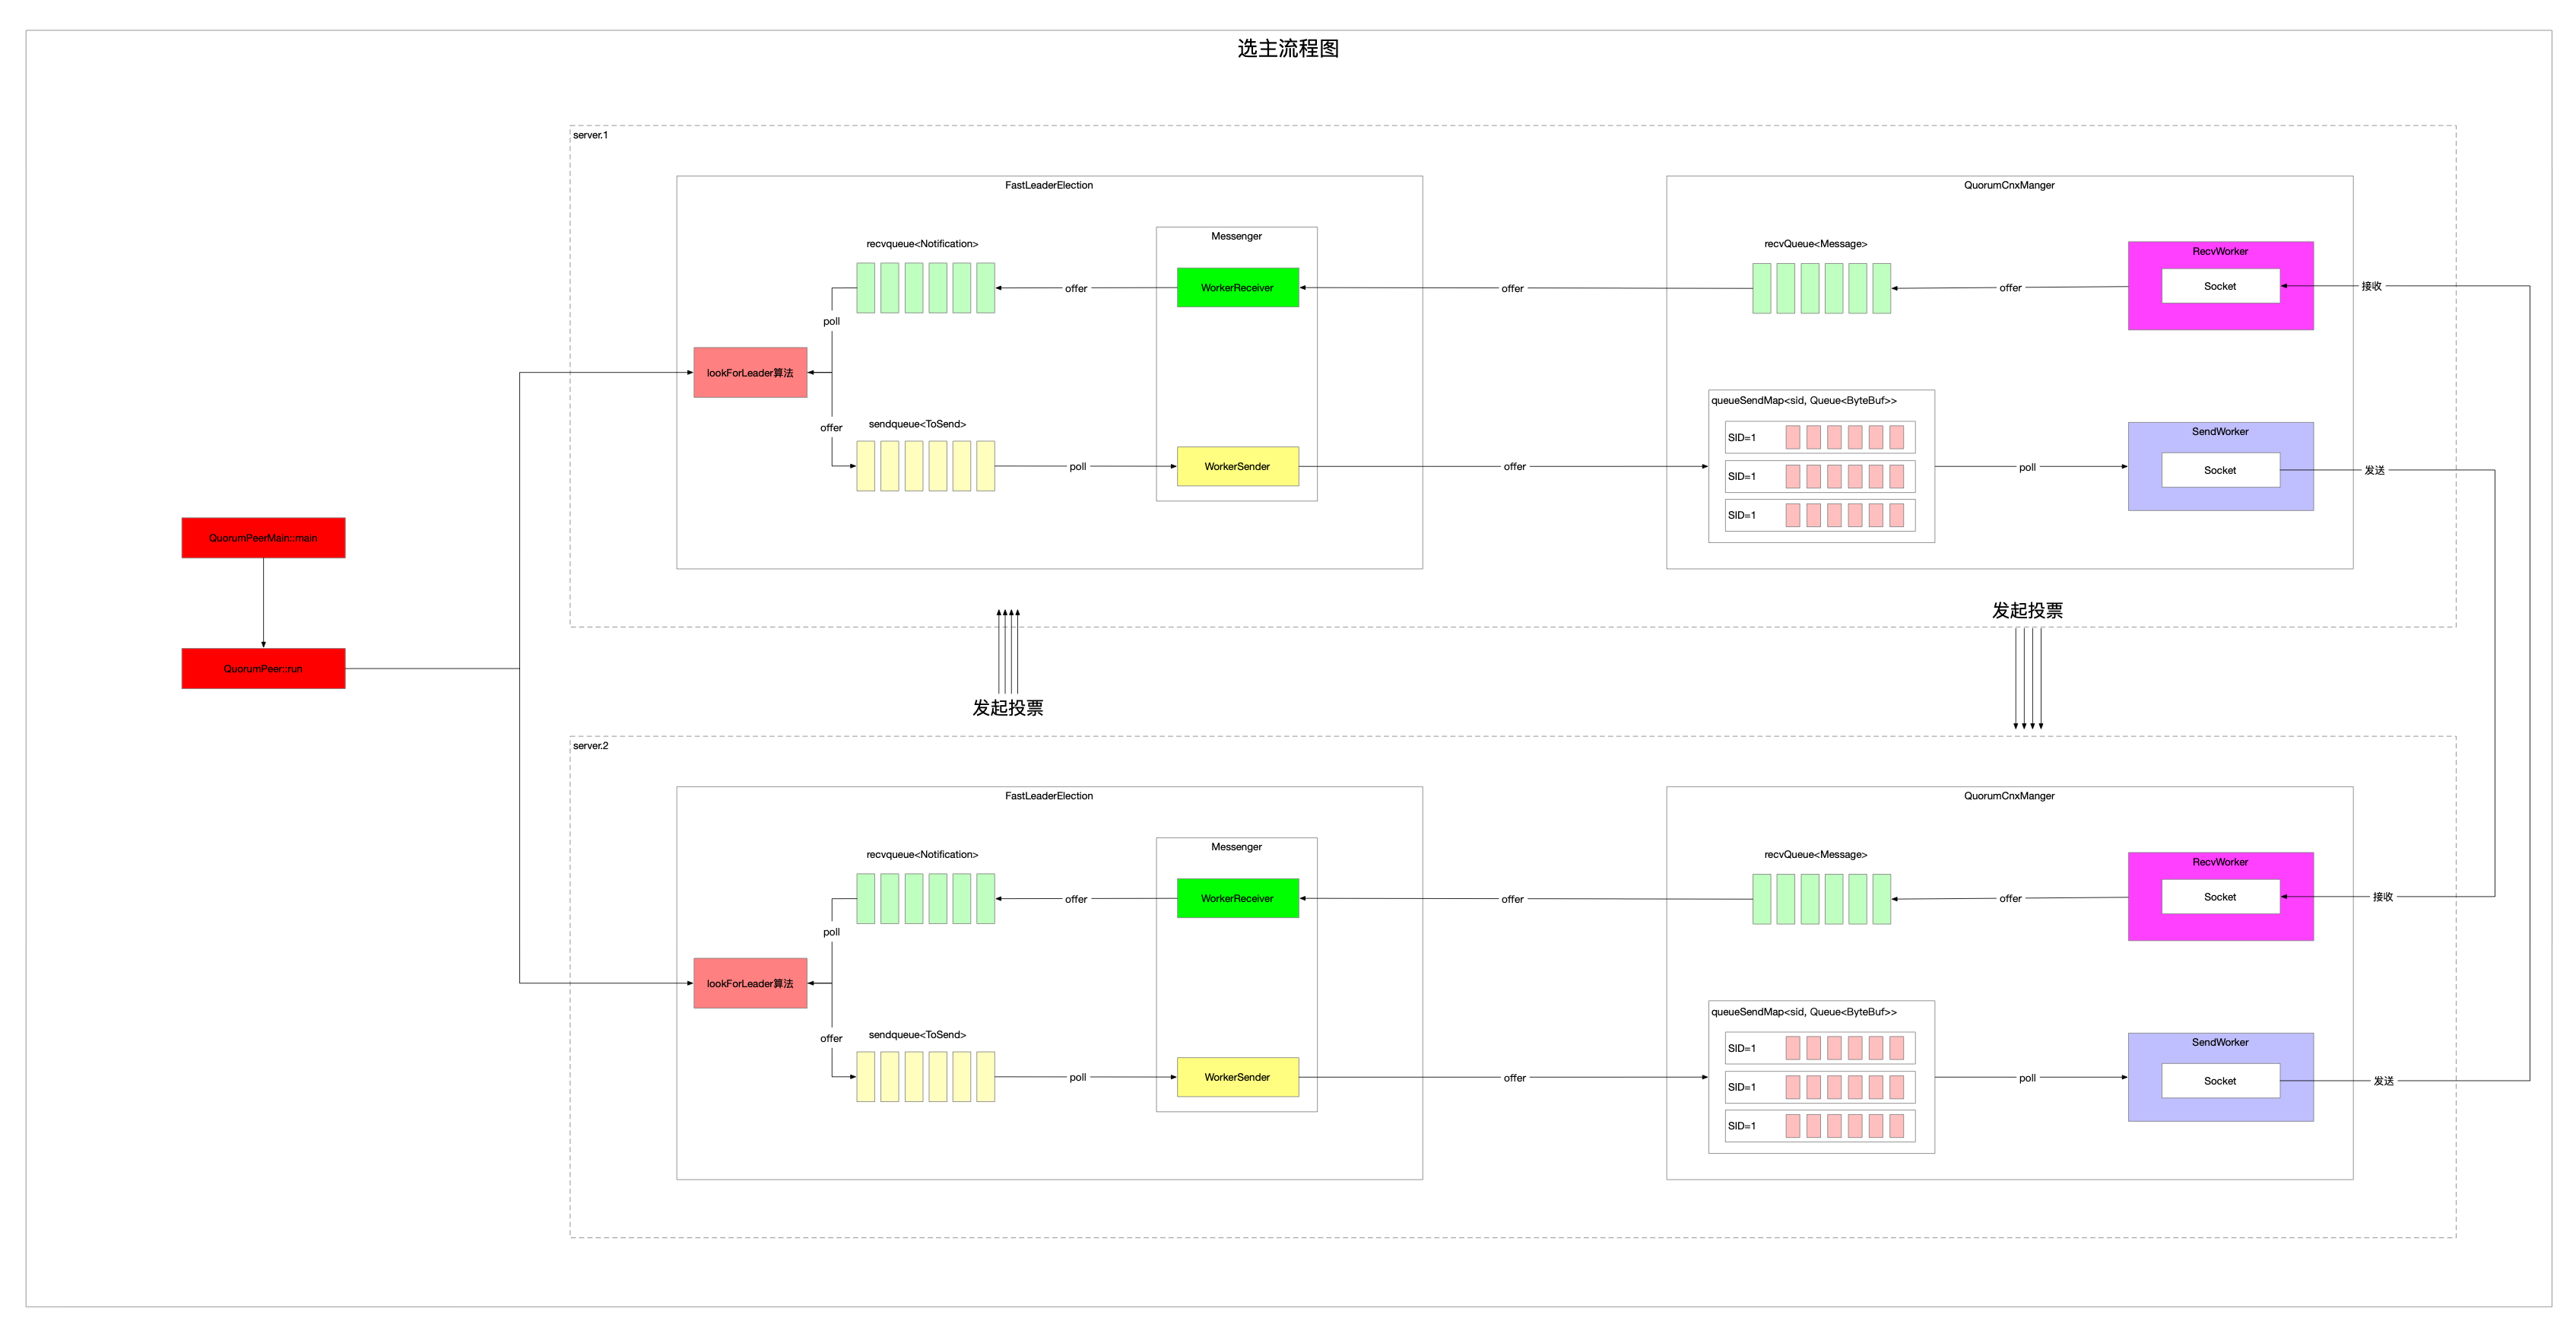 选主流程图
server.1
FastLeaderElection
QuorumCnxManger
recvqueue<Notification>
Messenger
recvQueue<Message>
RecvWorker
WorkerReceiver
Socket
offer
offer
offer
接收
poll
lookForLeader算法
offer
sendqueue<ToSend>
queueSendMap<sid, Queue<ByteBuf>>
SID=1
SID=1
SID=1
SendWorker
WorkerSender
Socket
poll
offer
poll
发送
QuorumPeerMain::main
QuorumPeer::run
发起投票
发起投票
server.2
FastLeaderElection
QuorumCnxManger
recvqueue<Notification>
Messenger
recvQueue<Message>
RecvWorker
WorkerReceiver
Socket
offer
offer
offer
接收
poll
lookForLeader算法
offer
sendqueue<ToSend>
queueSendMap<sid, Queue<ByteBuf>>
SID=1
SID=1
SID=1
SendWorker
WorkerSender
Socket
poll
offer
poll
发送